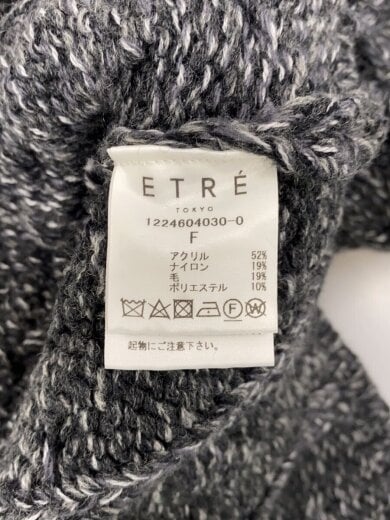 ETRÉ
TOKYO
1224604030-0
F
アクリル 52%
ナイロン 19%
毛 19%
ポリエステル 10%
F W
起物にご注意下さい。